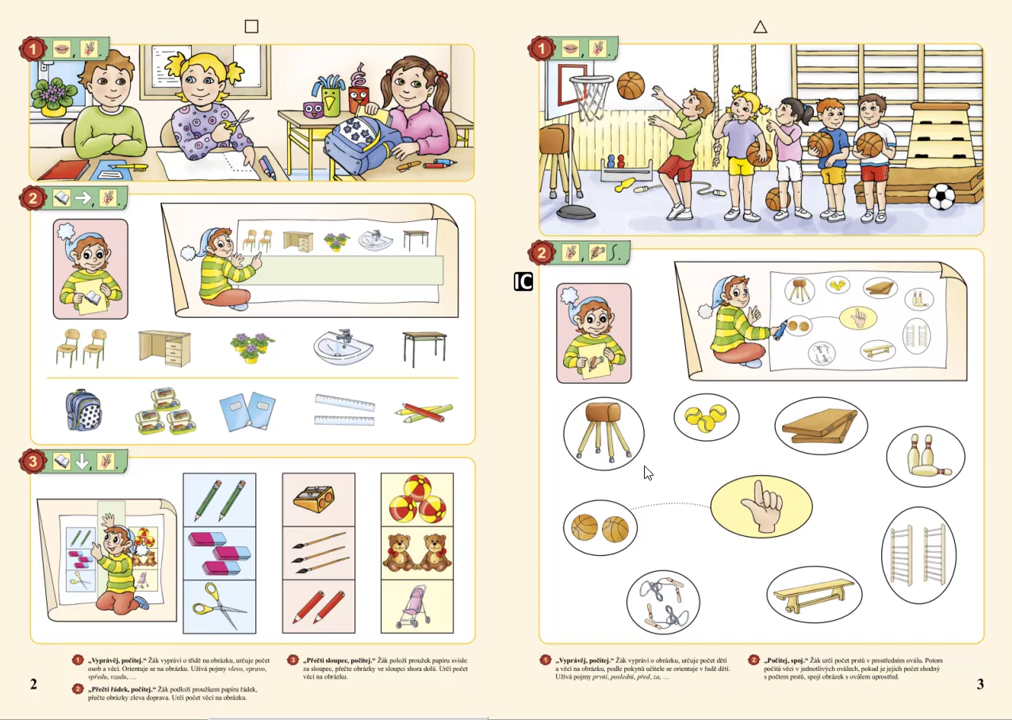 1
2
3
1 „Vyprávěj, počítej.“ Žák vypráví o třídě na obrázku, určuje počet
osob a věcí. Orientuje se na obrázku. Užívá pojmy vlevo, vpravo,
vpředu, vzadu, …
2 „Přečti řádek, počítej.“ Žák podloží proužkem papíru řádek,
přečte obrázky zleva doprava. Určí počet věcí na obrázku.
3 „Přečti sloupec, počítej.“ Žák položí proužek papíru svisle
za sloupec, přečte obrázky ve sloupci shora dolů. Určí počet
věcí na obrázku.
2
1
2
IC
1 „Vyprávěj, počítej.“ Žák vypráví o obrázku, určuje počet dětí
a věcí na obrázku, podle pokynů učitele se orientuje v řadě dětí.
Užívá pojmy první, poslední, před, za, …
2 „Počítej, spoj.“ Žák určí počet prstů v prostředním oválu. Potom
počítá věci v jednotlivých oválech, pokud je jejich počet shodný
s počtem prstů, spojí obrázek s oválem uprostřed.
3